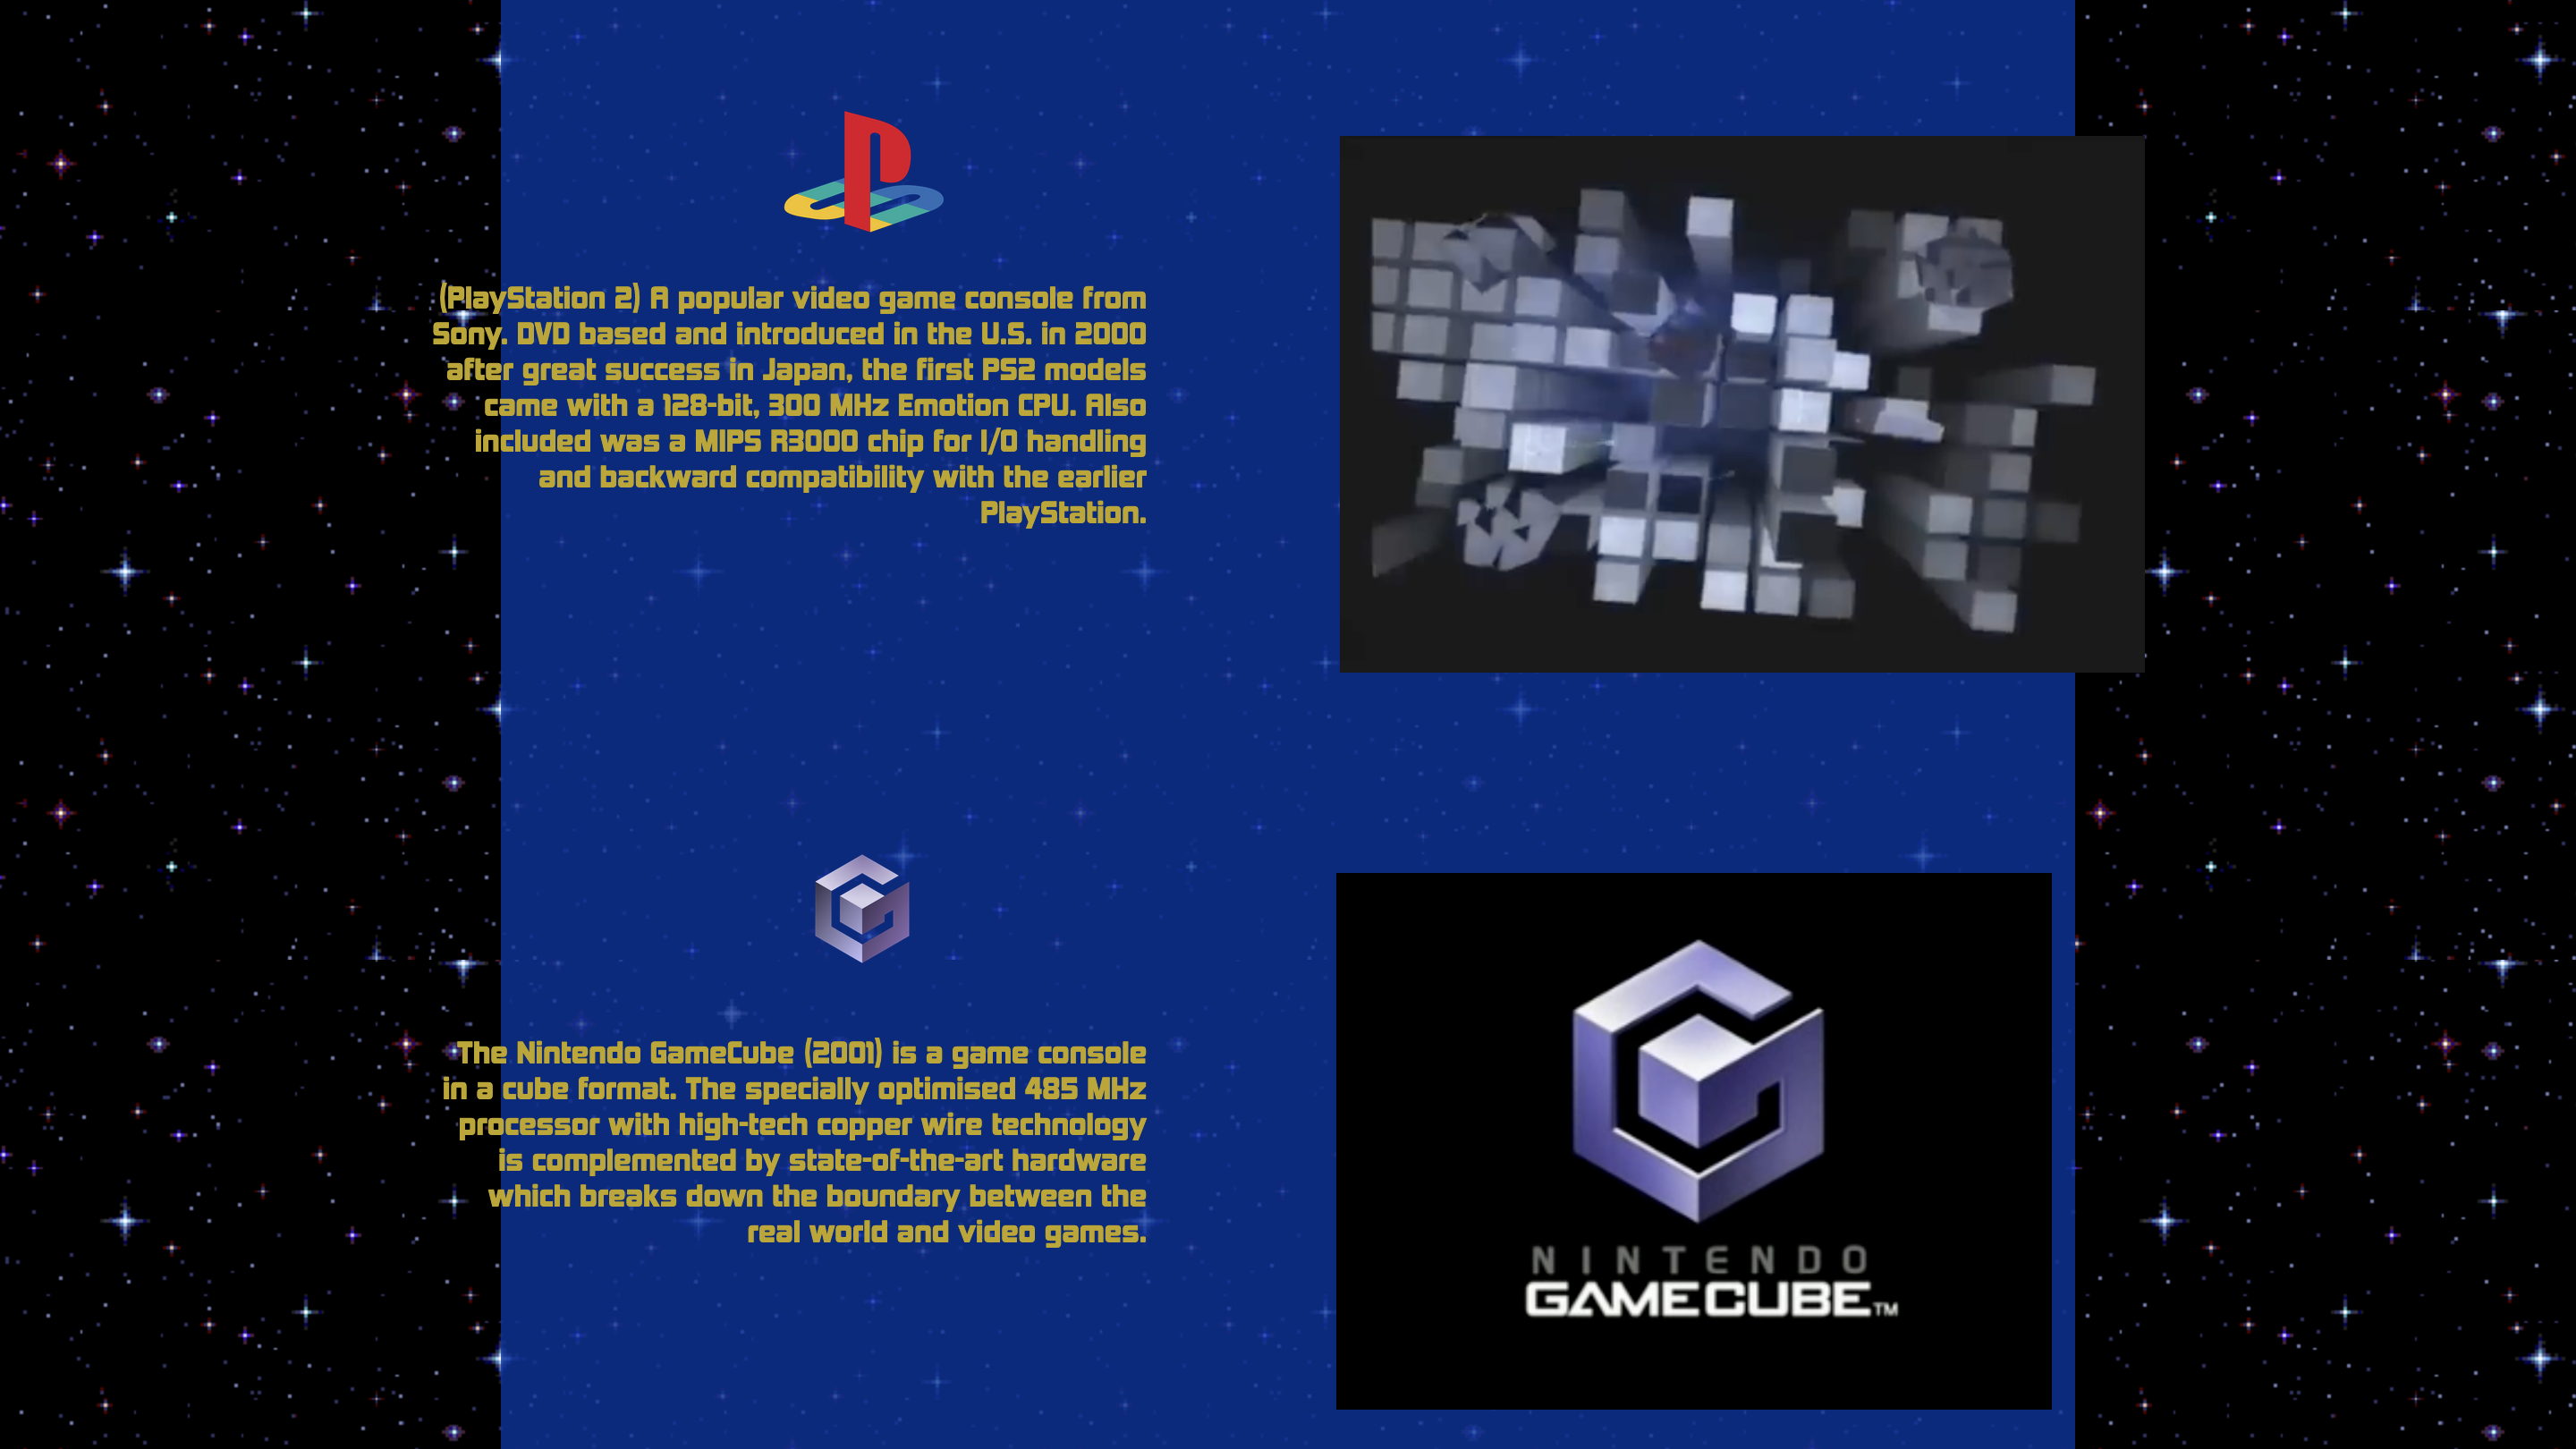 (PlayStation 2) A popular video game console from
Sony. DVD based and introduced in the U.S. in 2000
after great success in Japan, the first PS2 models
came with a 128-bit, 300 MHz Emotion CPU. Also
included was a MIPS R3000 chip for I/O handling
and backward compatibility with the earlier
PlayStation.
The Nintendo GameCube (2001) is a game console
in a cube format. The specially optimised 485 MHz
processor with high-tech copper wire technology
is complemented by state-of-the-art hardware
which breaks down the boundary between the
real world and video games.
NINTENDO
GAMECUBE™